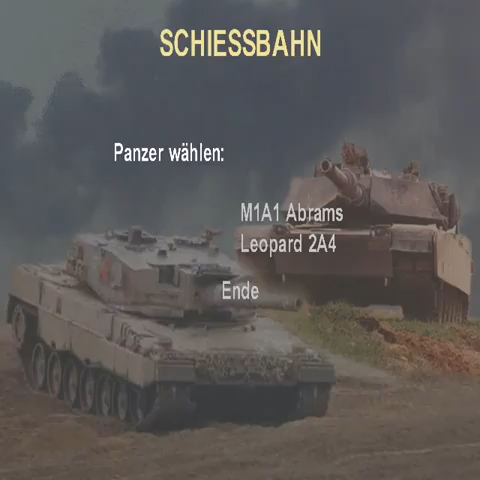 SCHIESSBAHN
Panzer wählen:
M1A1 Abrams
Leopard 2A4
Ende